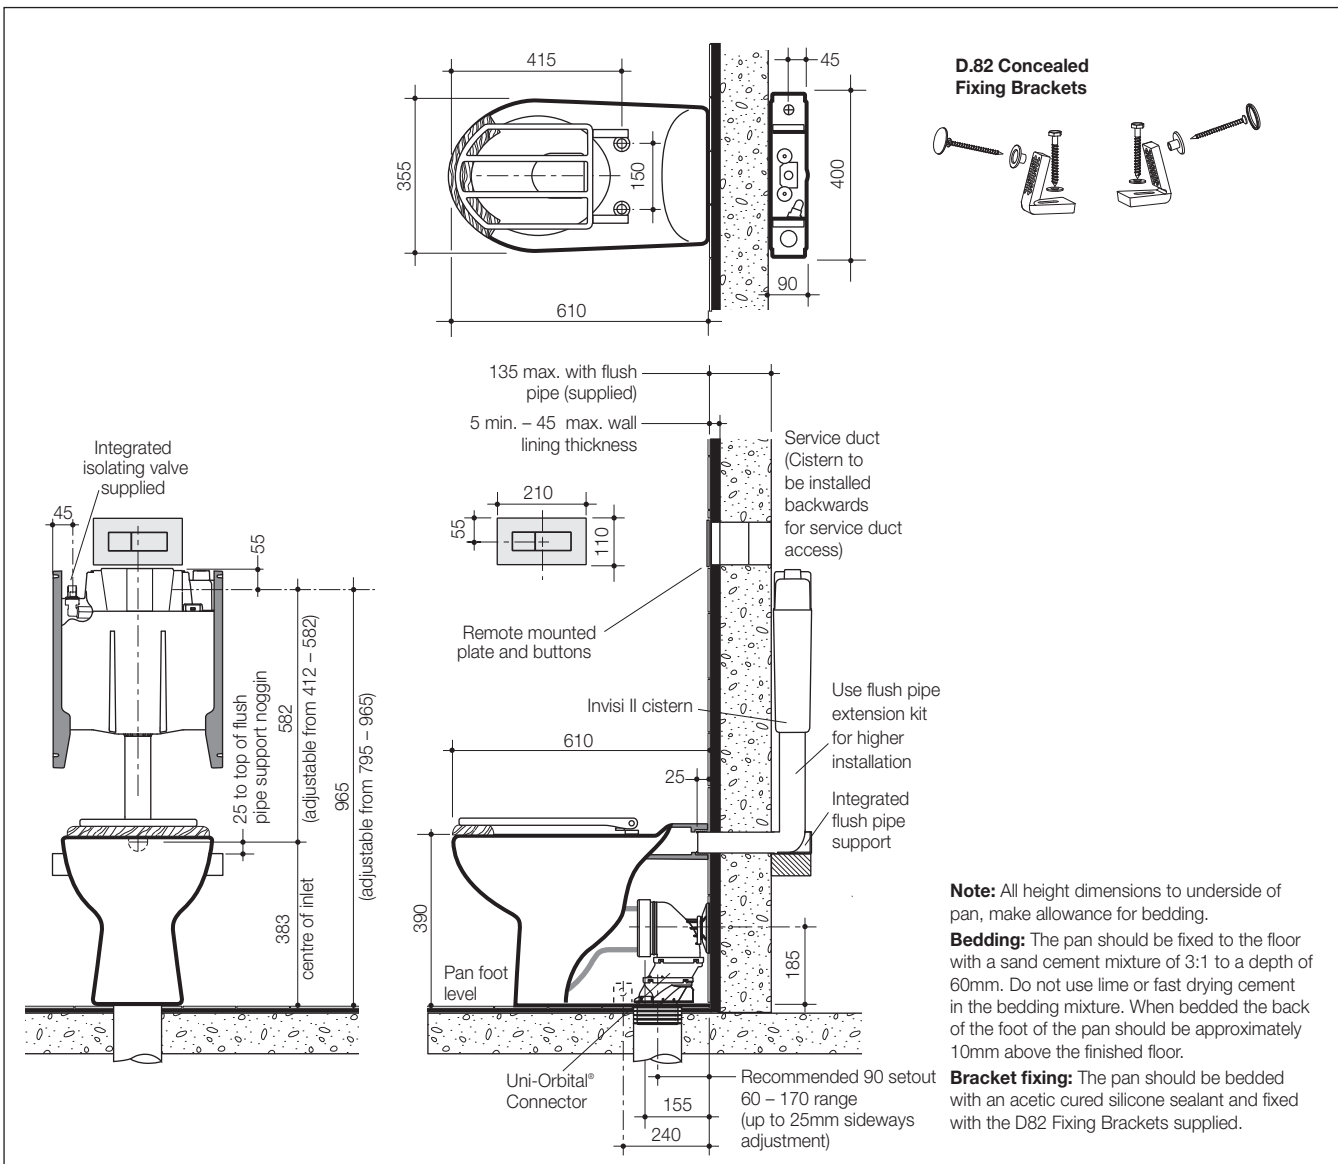 415
45
D.82 Concealed
Fixing Brackets
355
150
400
90
610
135 max. with flush
pipe (supplied)
5 min. – 45 max. wall
lining thickness
Service duct
(Cistern to
be installed
backwards
for service duct
access)
Integrated
isolating valve
supplied
45
55
210
55
110
Remote mounted
plate and buttons
Invisi II cistern
Use flush pipe
extension kit
for higher
installation
25 to top of flush
pipe support noggin
582
(adjustable from 412 – 582)
965
(adjustable from 795 – 965)
610
25
Integrated
flush pipe
support
383
centre of inlet
390
185
Pan foot
level
Uni-Orbital®
Connector
Recommended 90 setout
60 – 170 range
(up to 25mm sideways
adjustment)
155
240
Note: All height dimensions to underside of
pan, make allowance for bedding.
Bedding: The pan should be fixed to the floor
with a sand cement mixture of 3:1 to a depth of
60mm. Do not use lime or fast drying cement
in the bedding mixture. When bedded the back
of the foot of the pan should be approximately
10mm above the finished floor.
Bracket fixing: The pan should be bedded
with an acetic cured silicone sealant and fixed
with the D82 Fixing Brackets supplied.